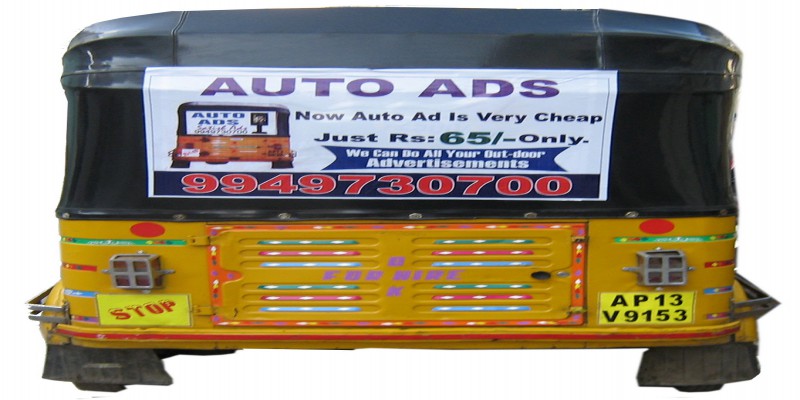 AUTO ADS
AUTO
ADS
9949730700
Now Auto Ad Is Very Cheap
Just Rs: 65/- Only.
We Can Do All Your Out-door
Advertisements
9949730700
O
FOR HIRE
K
STOP
AP13
V9153